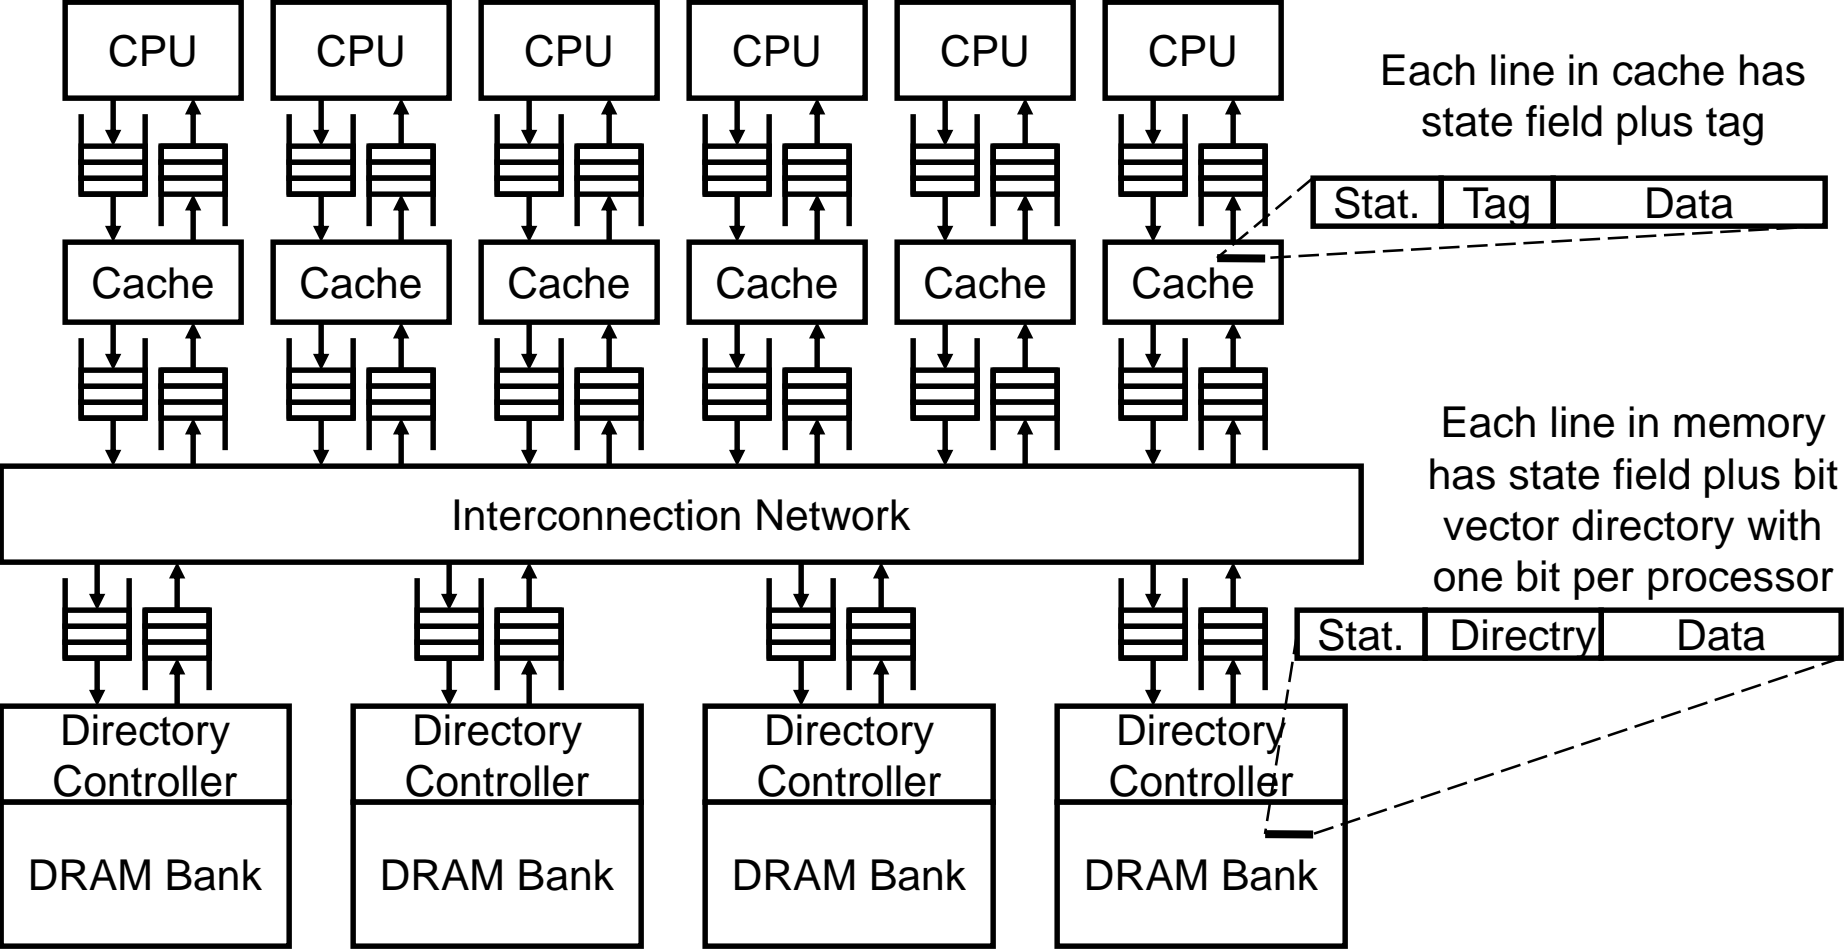 CPU CPU CPU CPU CPU CPU
Each line in cache has
state field plus tag
Stat. Tag Data
Cache Cache Cache Cache Cache Cache
Each line in memory
has state field plus bit
vector directory with
one bit per processor
Interconnection Network
Stat. Directry Data
Directory Controller
Directory Controller
Directory Controller
Directory Controller
DRAM Bank DRAM Bank DRAM Bank DRAM Bank